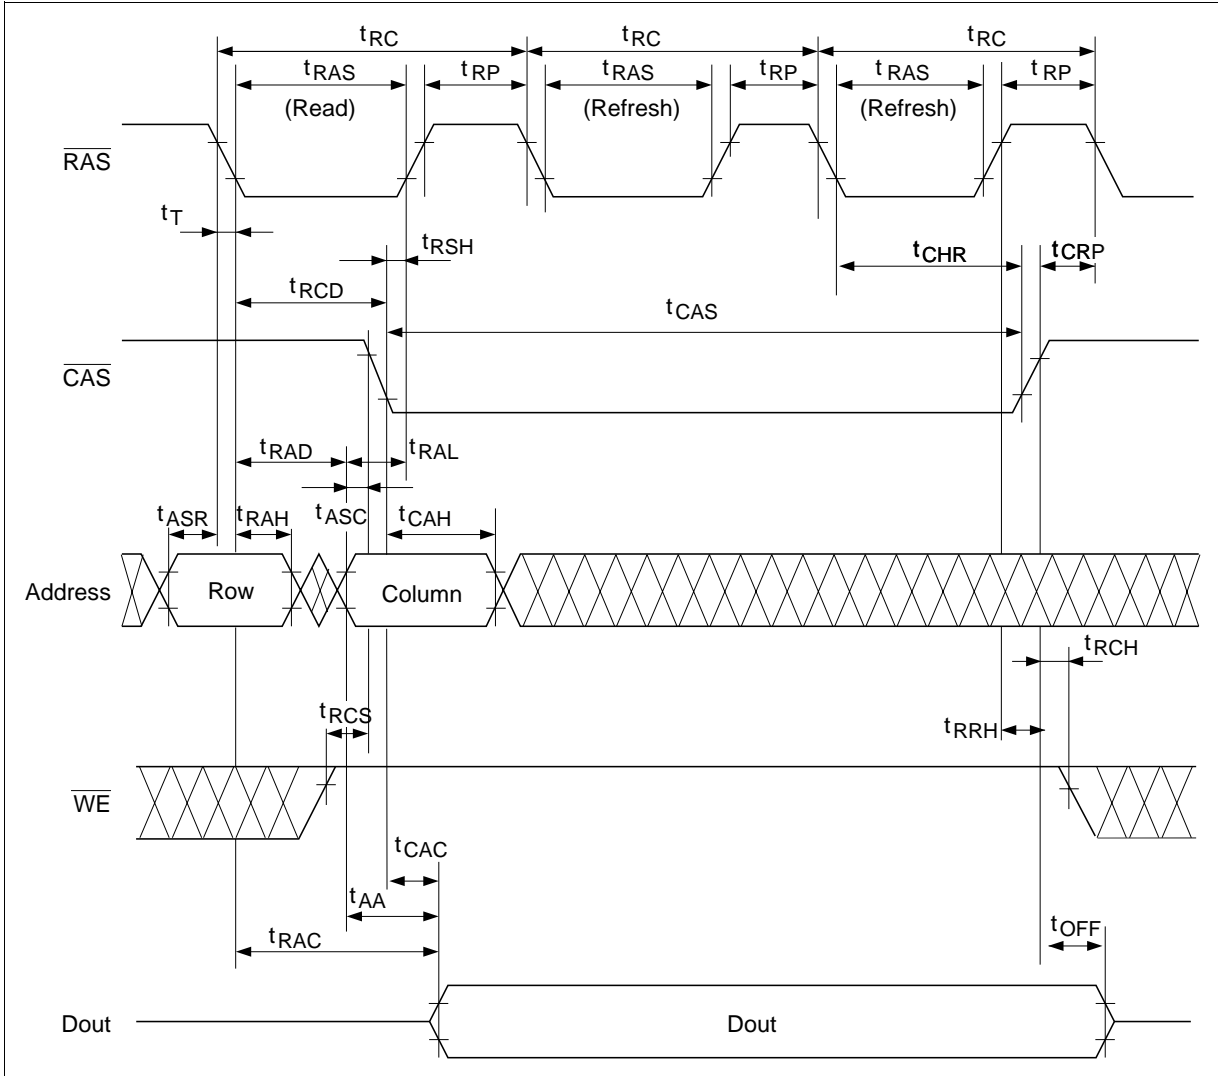 tRC tRC tRC
tRAS tRP tRAS tRP tRAS tRP
(Read) (Refresh) (Refresh)
RAS
tT
tRSH tCHR tCRP
tRCD
tCAS
CAS
tRAD tRAL
tASR tRAH tASC tCAH
Address Row Column
tRCH
tRCS
tRRH
WE
tCAC
tAA
tRAC tOFF
Dout Dout